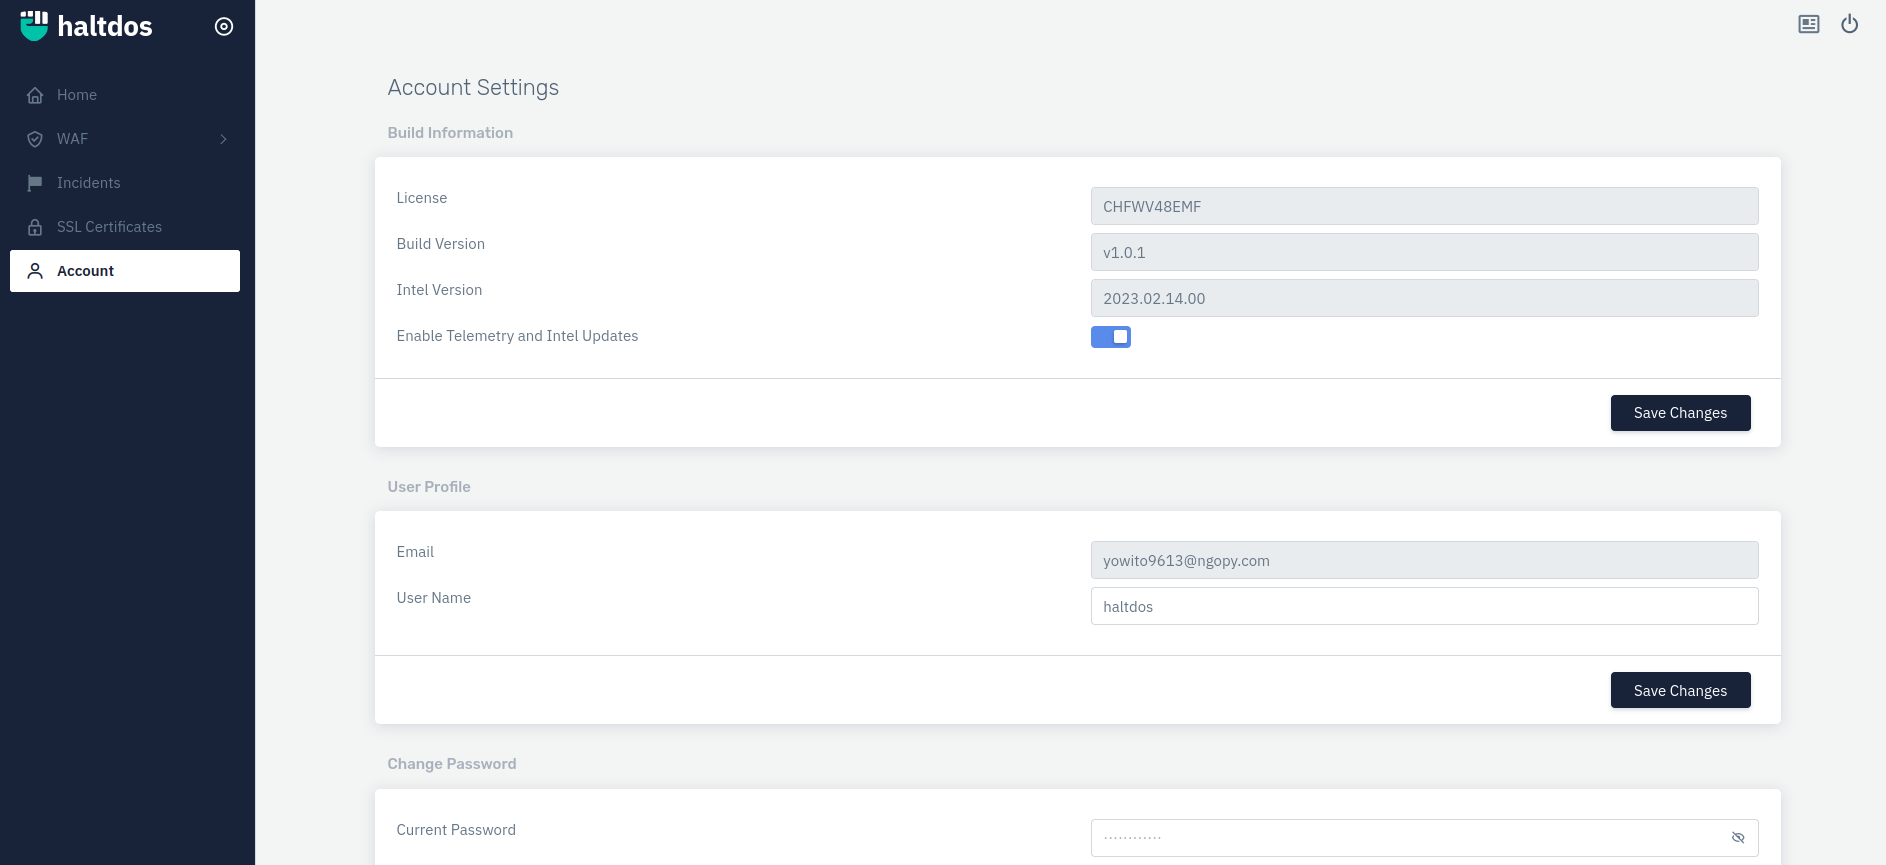 haltdos
Home
WAF
Incidents
SSL Certificates
Account
Account Settings
Build Information
License
CHFWV48EMF
Build Version
v1.0.1
Intel Version
2023.02.14.00
Enable Telemetry and Intel Updates
Save Changes
User Profile
Email
yowito9613@ngopy.com
User Name
haltdos
Save Changes
Change Password
Current Password
············